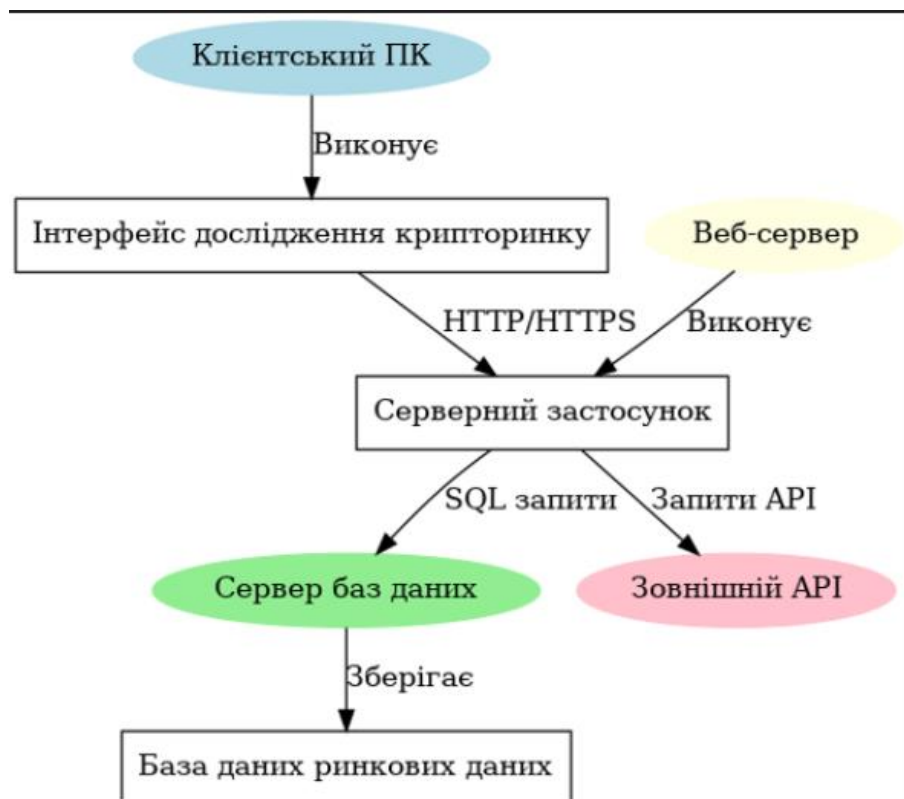 Клієнтський ПК
Виконує
Інтерфейс дослідження крипторинку
Веб-сервер
HTTP/HTTPS
Виконує
Серверний застосунок
SQL запити
Запити API
Сервер баз даних
Зовнішній API
Зберігає
База даних ринкових даних